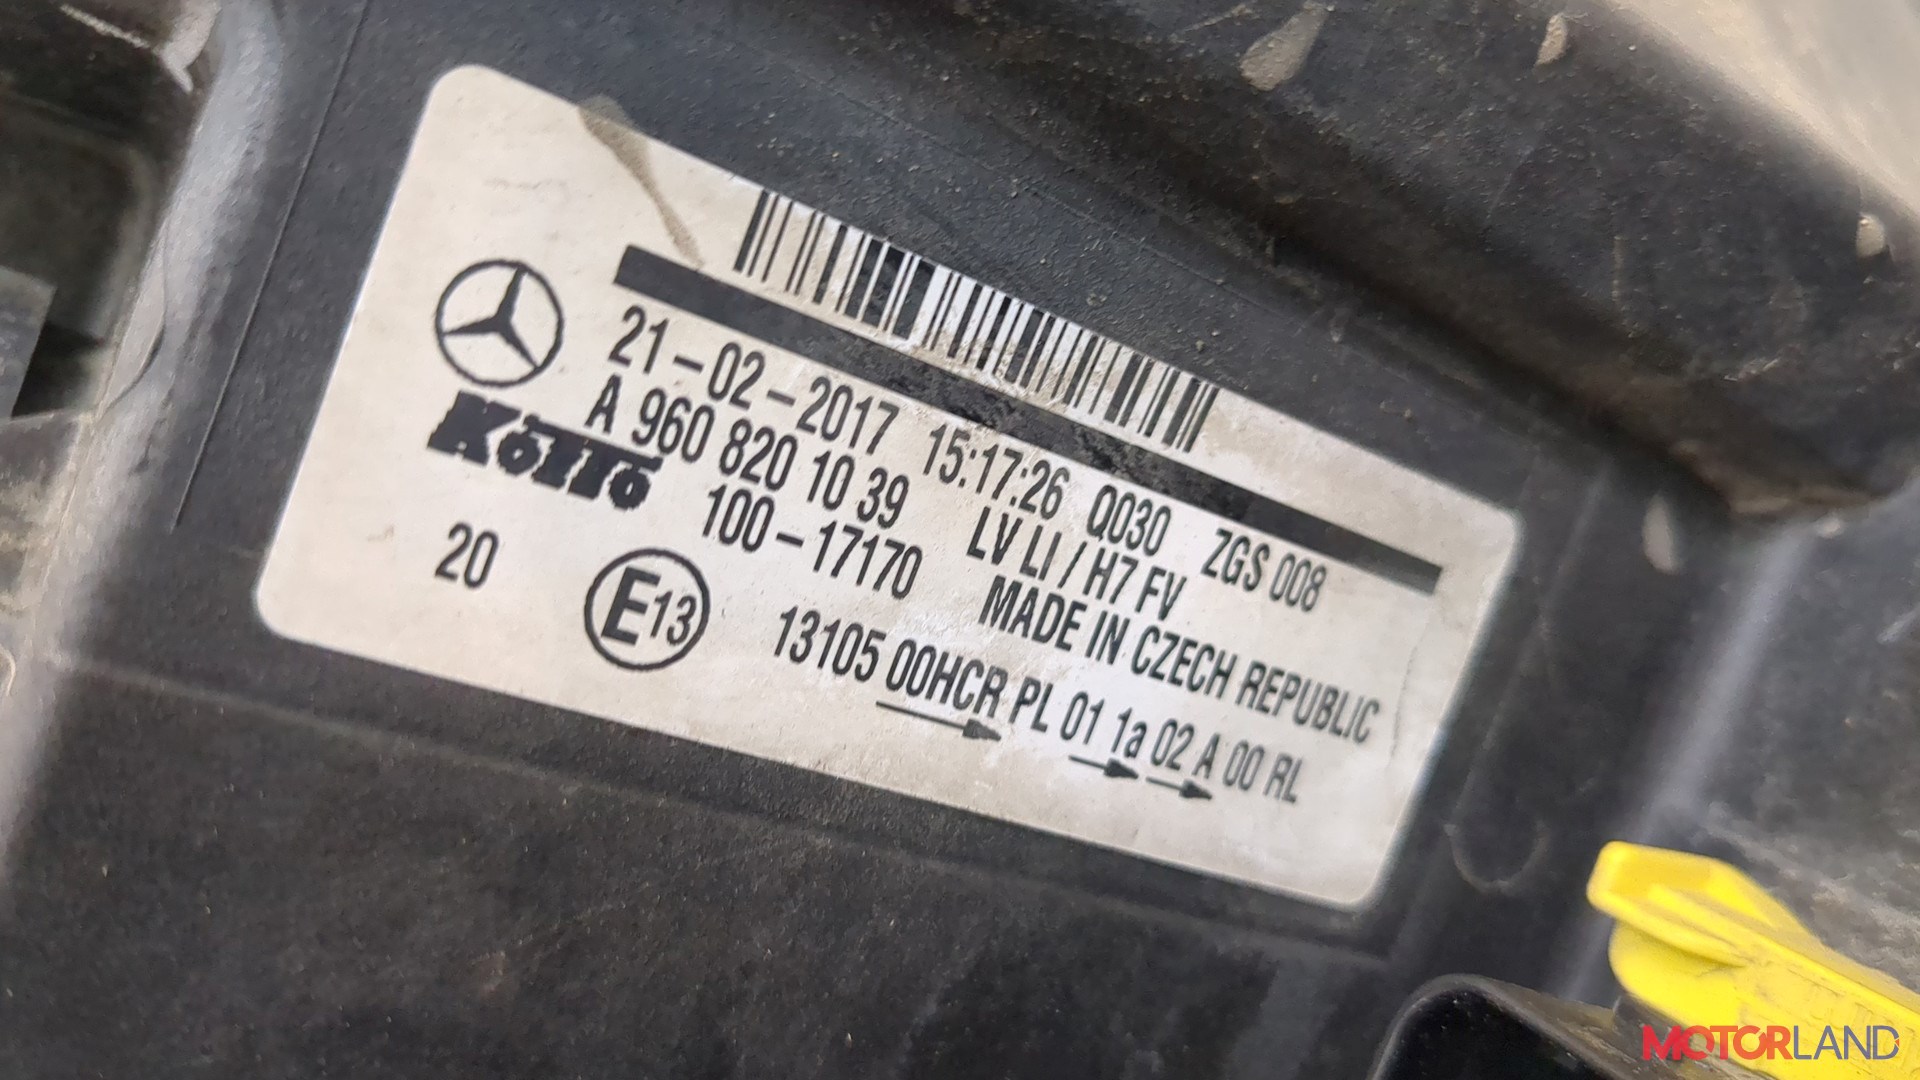 21-02-2017 15:17:26 Q030 ZGS 008
A 960 820 10 39 LV LI / H7 FV
KOITO 100-17170 MADE IN CZECH REPUBLIC
20 E13 13105 00HCR PL 01 1a 02 A 00 RL
MOTORLAND